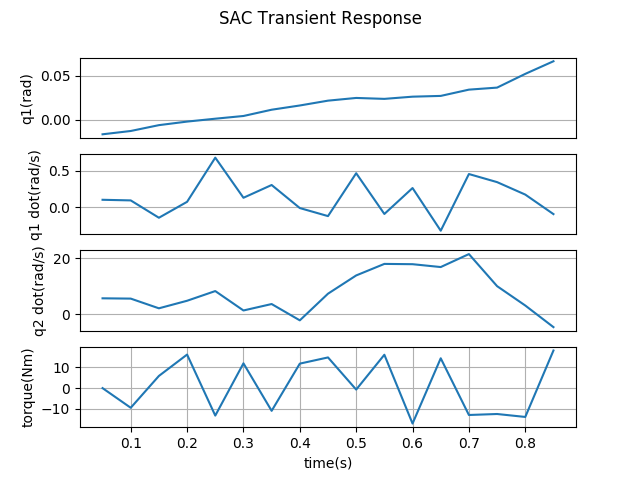 SAC Transient Response
q1(rad)
0.05
0.00
q1 dot(rad/s)
0.5
0.0
q2 dot(rad/s)
20
0
torque(Nm)
10
0
−10
0.1 0.2 0.3 0.4 0.5 0.6 0.7 0.8
time(s)